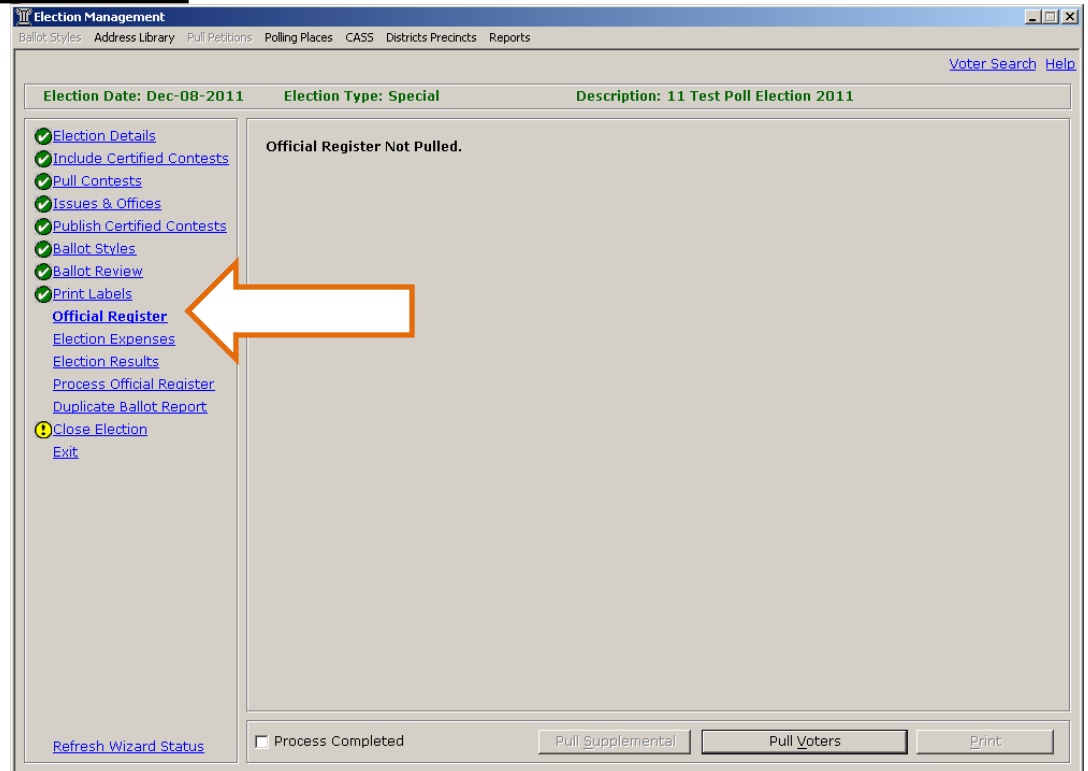 Election Management
Ballot Styles Address Library Pull Petitions Polling Places CASS Districts Precincts Reports
Voter Search Help
Election Date: Dec-08-2011 Election Type: Special Description: 11 Test Poll Election 2011
Election Details
Include Certified Contests
Pull Contests
Issues & Offices
Publish Certified Contests
Ballot Styles
Ballot Review
Print Labels
Official Register
Election Expenses
Election Results
Process Official Register
Duplicate Ballot Report
Close Election
Exit
Refresh Wizard Status
Official Register Not Pulled.
Process Completed Pull Supplemental Pull Voters Print